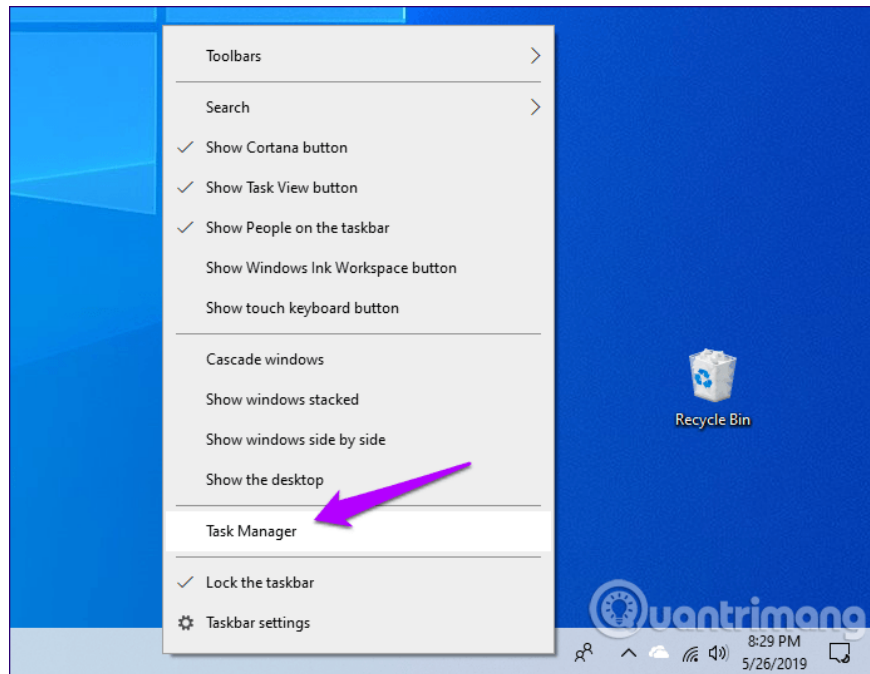 Toolbars
Search
Show Cortana button
Show Task View button
Show People on the taskbar
Show Windows Ink Workspace button
Show touch keyboard button
Cascade windows
Show windows stacked
Show windows side by side
Show the desktop
Task Manager
Lock the taskbar
Taskbar settings
Recycle Bin
Quantrimang
8:29 PM
5/26/2019